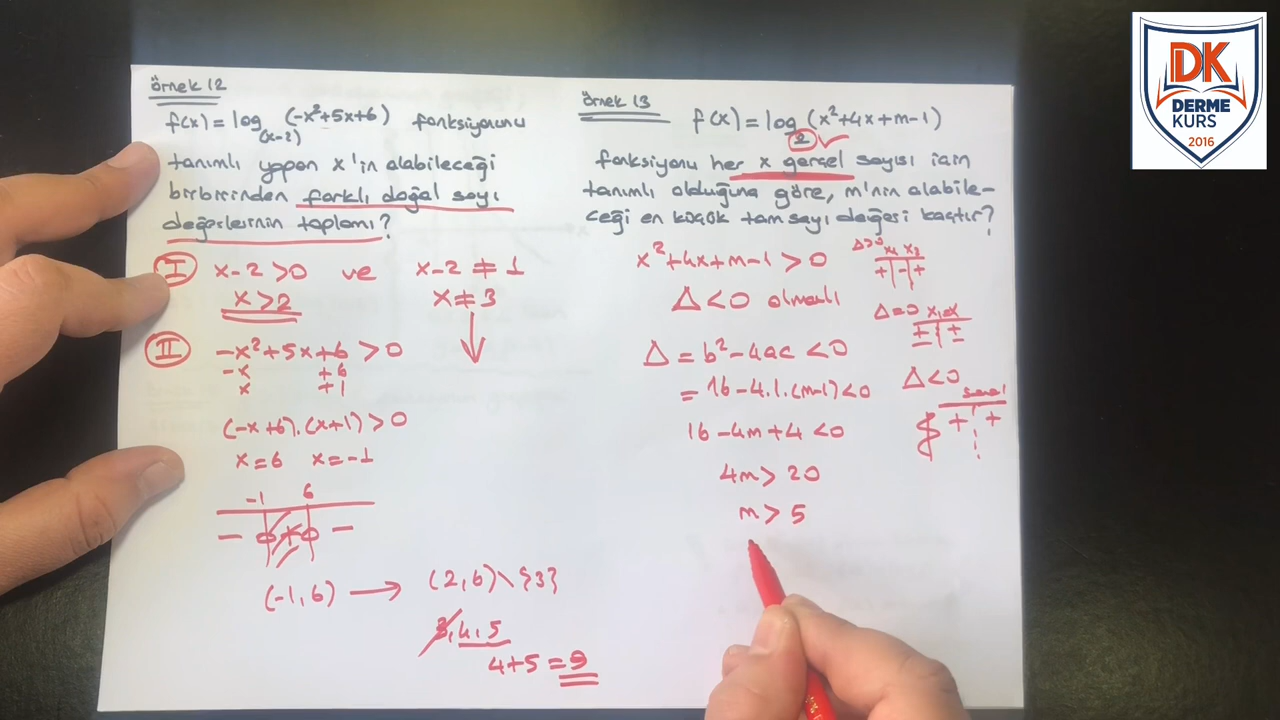 Örnek 12
f(x) = log(x-2) (-x²+5x+6) fonksiyonunu
tanımlı yapan x'in alabileceği
birbirinden farklı doğal sayı
değerlerinin toplamı?
I x-2 > 0 ve x-2 ≠ 1
x > 2 x ≠ 3
II -x²+5x+6 > 0
-x +6
x +1
(-x+6).(x+1) > 0
x = 6 x = -1
-1 6
- + -
(-1,6) → (2,6) \ {3}
3,4,5
4+5 = 9
Örnek 13
f(x) = log₂ (x²+4x+m-1)
fonksiyonu her x gerçel sayısı için
tanımlı olduğuna göre, m'nin alabile-
ceği en küçük tam sayı değeri kaçtır?
x²+4x+m-1 > 0
Δ < 0 olmalı
Δ = b²-4ac < 0
= 16-4.1.(m-1) < 0
16-4m+4 < 0
4m > 20
m > 5
Δ>0 x₁ x₂
+ - +
Δ=0
+ +
Δ<0
+ +
DK
DERME
KURS
2016